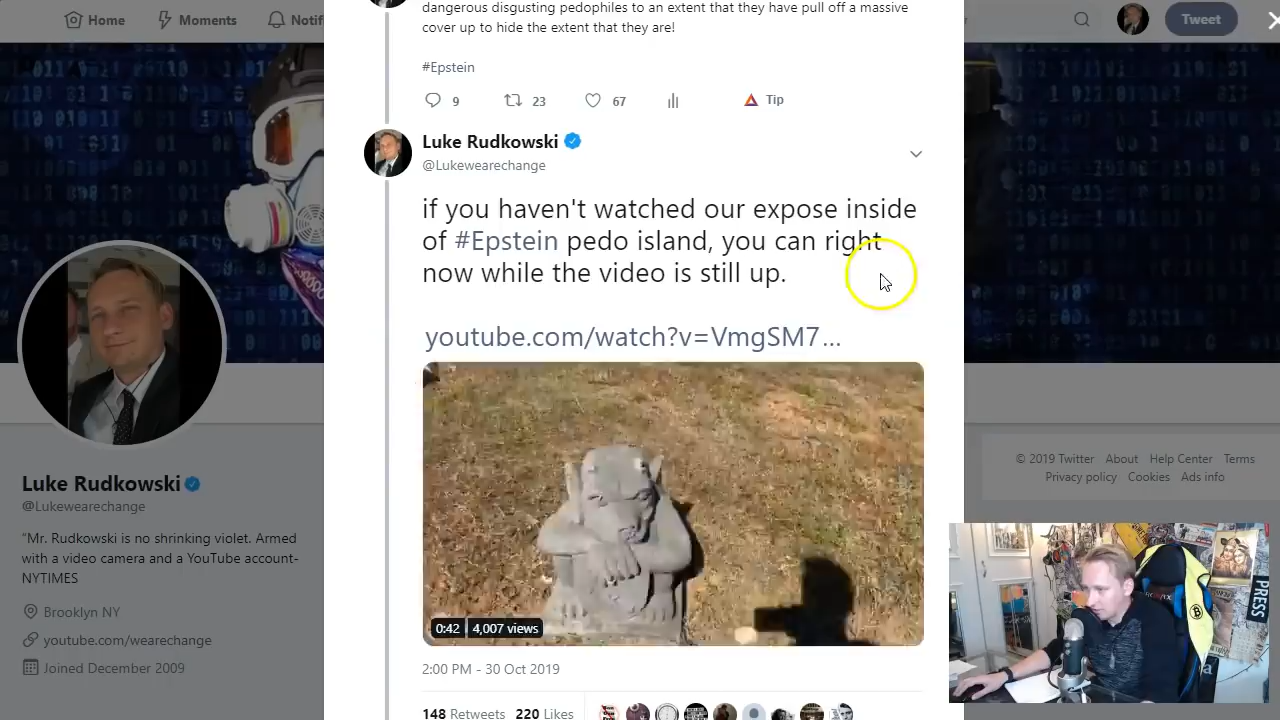 Home
Moments
Notif
Tweet
dangerous disgusting pedophiles to an extent that they have pull off a massive
cover up to hide the extent that they are!
#Epstein
9
23
67
Tip
Luke Rudkowski
@Lukewearechange
if you haven't watched our expose inside
of #Epstein pedo island, you can right
now while the video is still up.
youtube.com/watch?v=VmgSM7...
0:42
4,007 views
2:00 PM - 30 Oct 2019
148 Retweets 220 Likes
Luke Rudkowski
@Lukewearechange
"Mr. Rudkowski is no shrinking violet. Armed
with a video camera and a YouTube account-
NYTIMES
Brooklyn NY
youtube.com/wearechange
Joined December 2009
© 2019 Twitter About Help Center Terms
Privacy policy Cookies Ads info
PRESS